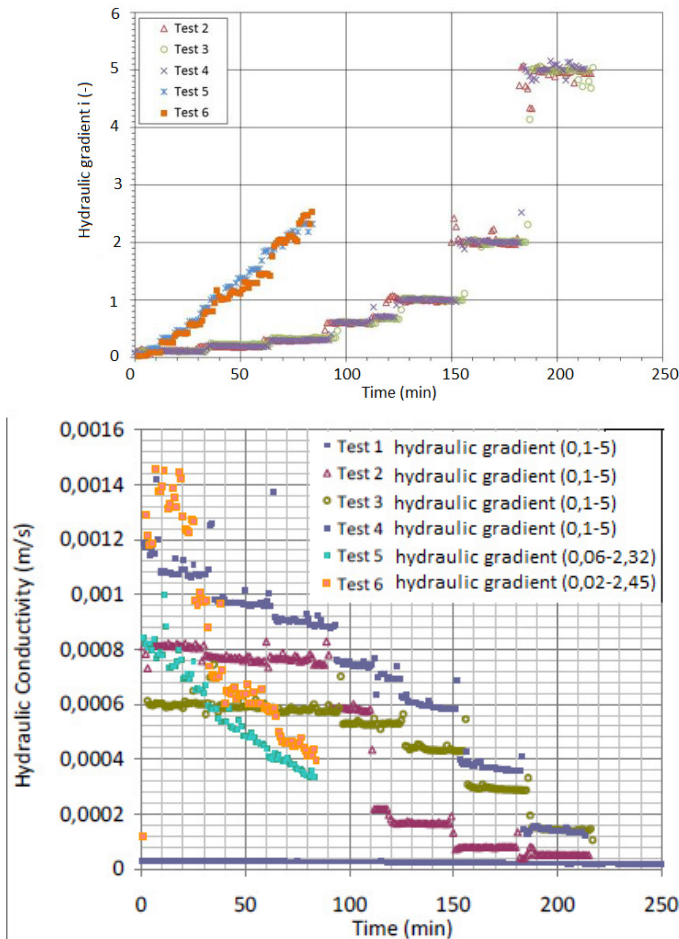 6
5
4
3
2
1
0
Hydraulic gradient i (-)
Test 2
Test 3
Test 4
Test 5
Test 6
0 50 100 150 200 250
Time (min)
0,0016
0,0014
0,0012
0,001
0,0008
0,0006
0,0004
0,0002
0
Hydraulic Conductivity (m/s)
Test 1 hydraulic gradient (0,1-5)
Test 2 hydraulic gradient (0,1-5)
Test 3 hydraulic gradient (0,1-5)
Test 4 hydraulic gradient (0,1-5)
Test 5 hydraulic gradient (0,06-2,32)
Test 6 hydraulic gradient (0,02-2,45)
0 50 100 150 200 250
Time (min)